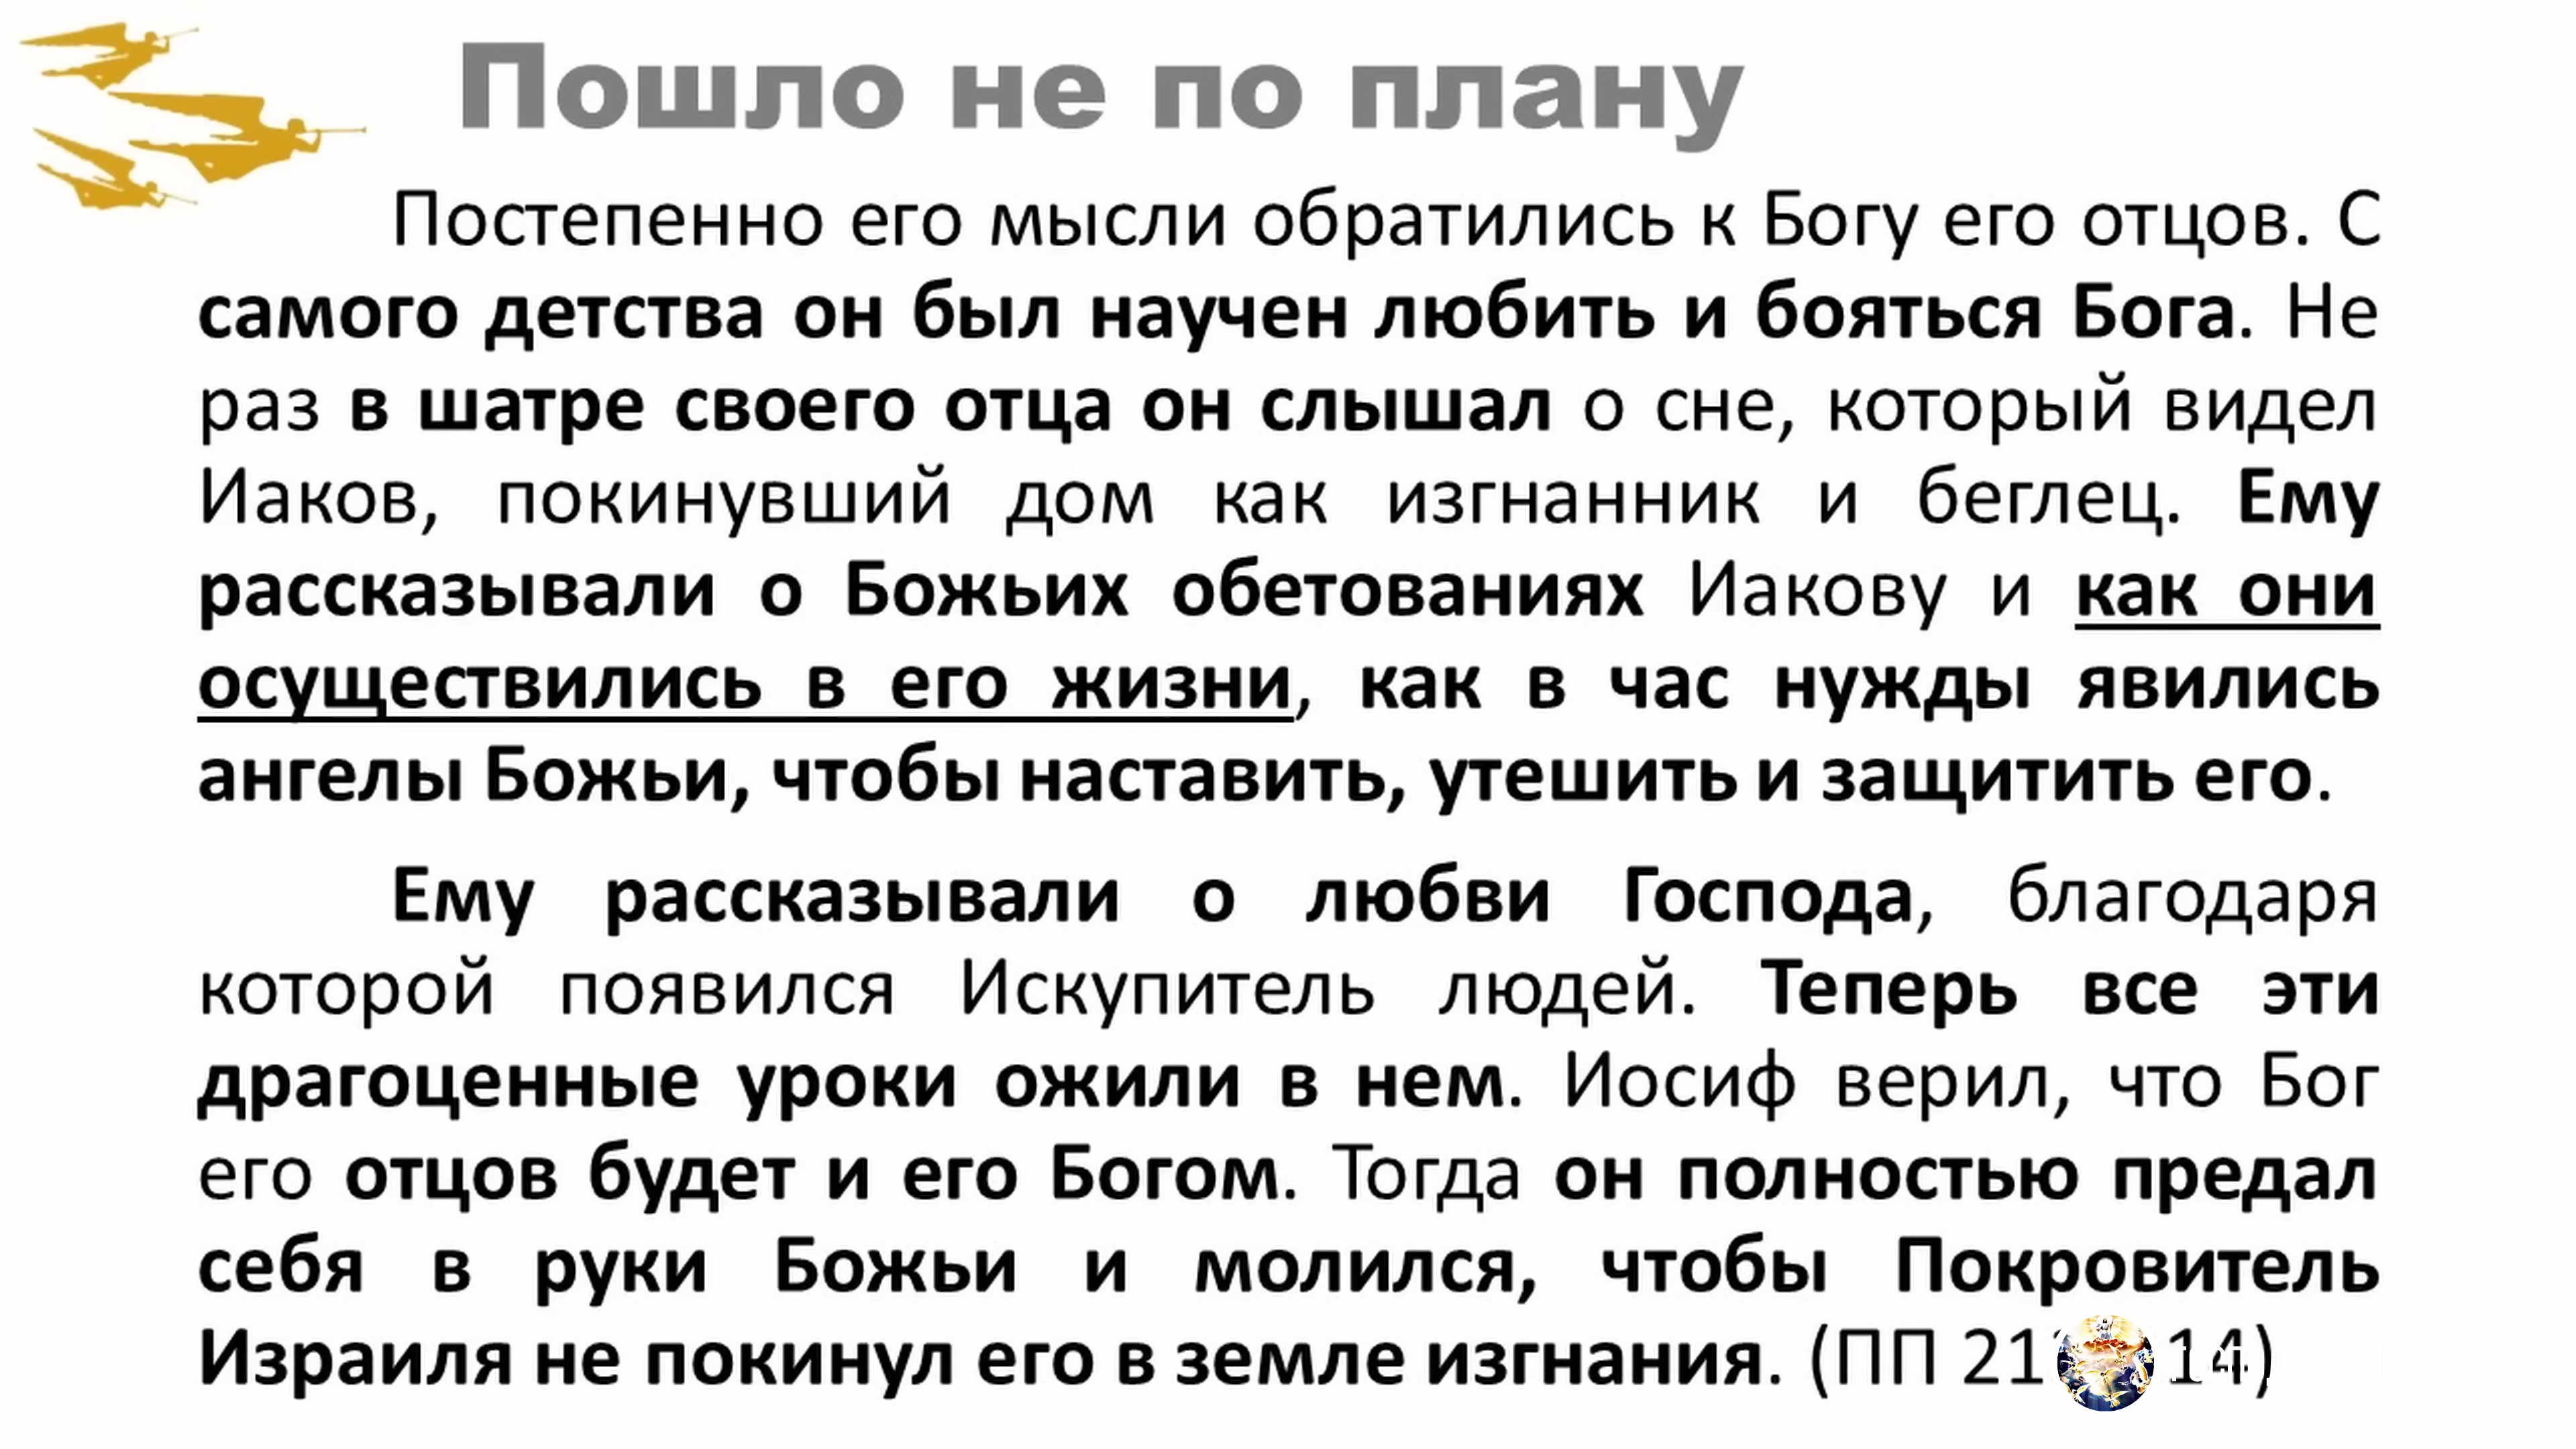 Пошло не по плану
Постепенно его мысли обратились к Богу его отцов. С
самого детства он был научен любить и бояться Бога. Не
раз в шатре своего отца он слышал о сне, который видел
Иаков, покинувший дом как изгнанник и беглец. Ему
рассказывали о Божьих обетованиях Иакову и как они
осуществились в его жизни, как в час нужды явились
ангелы Божьи, чтобы наставить, утешить и защитить его.
Ему рассказывали о любви Господа, благодаря
которой появился Искупитель людей. Теперь все эти
драгоценные уроки ожили в нем. Иосиф верил, что Бог
его отцов будет и его Богом. Тогда он полностью предал
себя в руки Божьи и молился, чтобы Покровитель
Израиля не покинул его в земле изгнания. (ПП